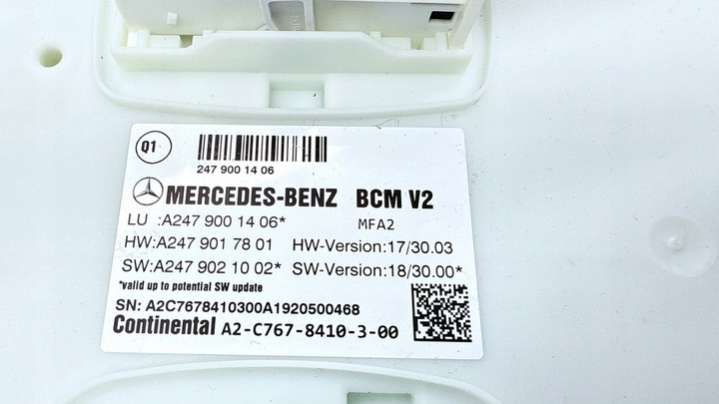 Q1
247 900 14 06
MERCEDES-BENZ BCM V2
LU :A247 900 14 06* MFA2
HW:A247 901 78 01 HW-Version:17/30.03
SW:A247 902 10 02* SW-Version:18/30.00*
*valid up to potential SW update
SN: A2C7678410300A1920500468
Continental A2-C767-8410-3-00